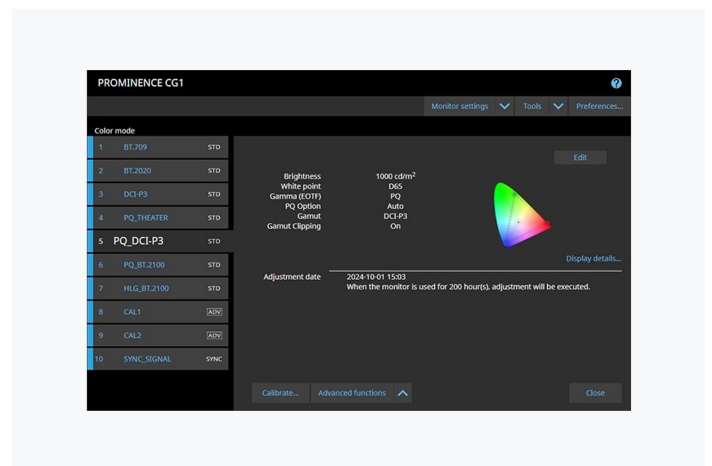 PROMINENCE CG1
?
Monitor settings Tools Preferences...
Color mode
1 BT.709 STD
2 BT.2020 STD
3 DCI-P3 STD
4 PQ_THEATER STD
5 PQ_DCI-P3 STD
6 PQ_BT.2100 STD
7 HLG_BT.2100 STD
8 CAL1 ADV
9 CAL2 ADV
10 SYNC_SIGNAL SYNC
Edit
Brightness 1000 cd/m²
White point D65
Gamma (EOTF) PQ
PQ Option Auto
Gamut DCI-P3
Gamut Clipping On
Display details...
Adjustment date 2024-10-01 15:03
When the monitor is used for 200 hour(s), adjustment will be executed.
Calibrate... Advanced functions Close